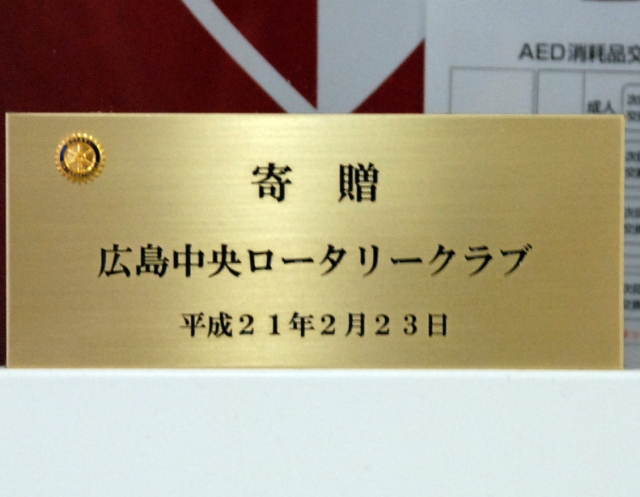 AED消耗品交
成人
寄　贈
広島中央ロータリークラブ
平成２１年２月２３日